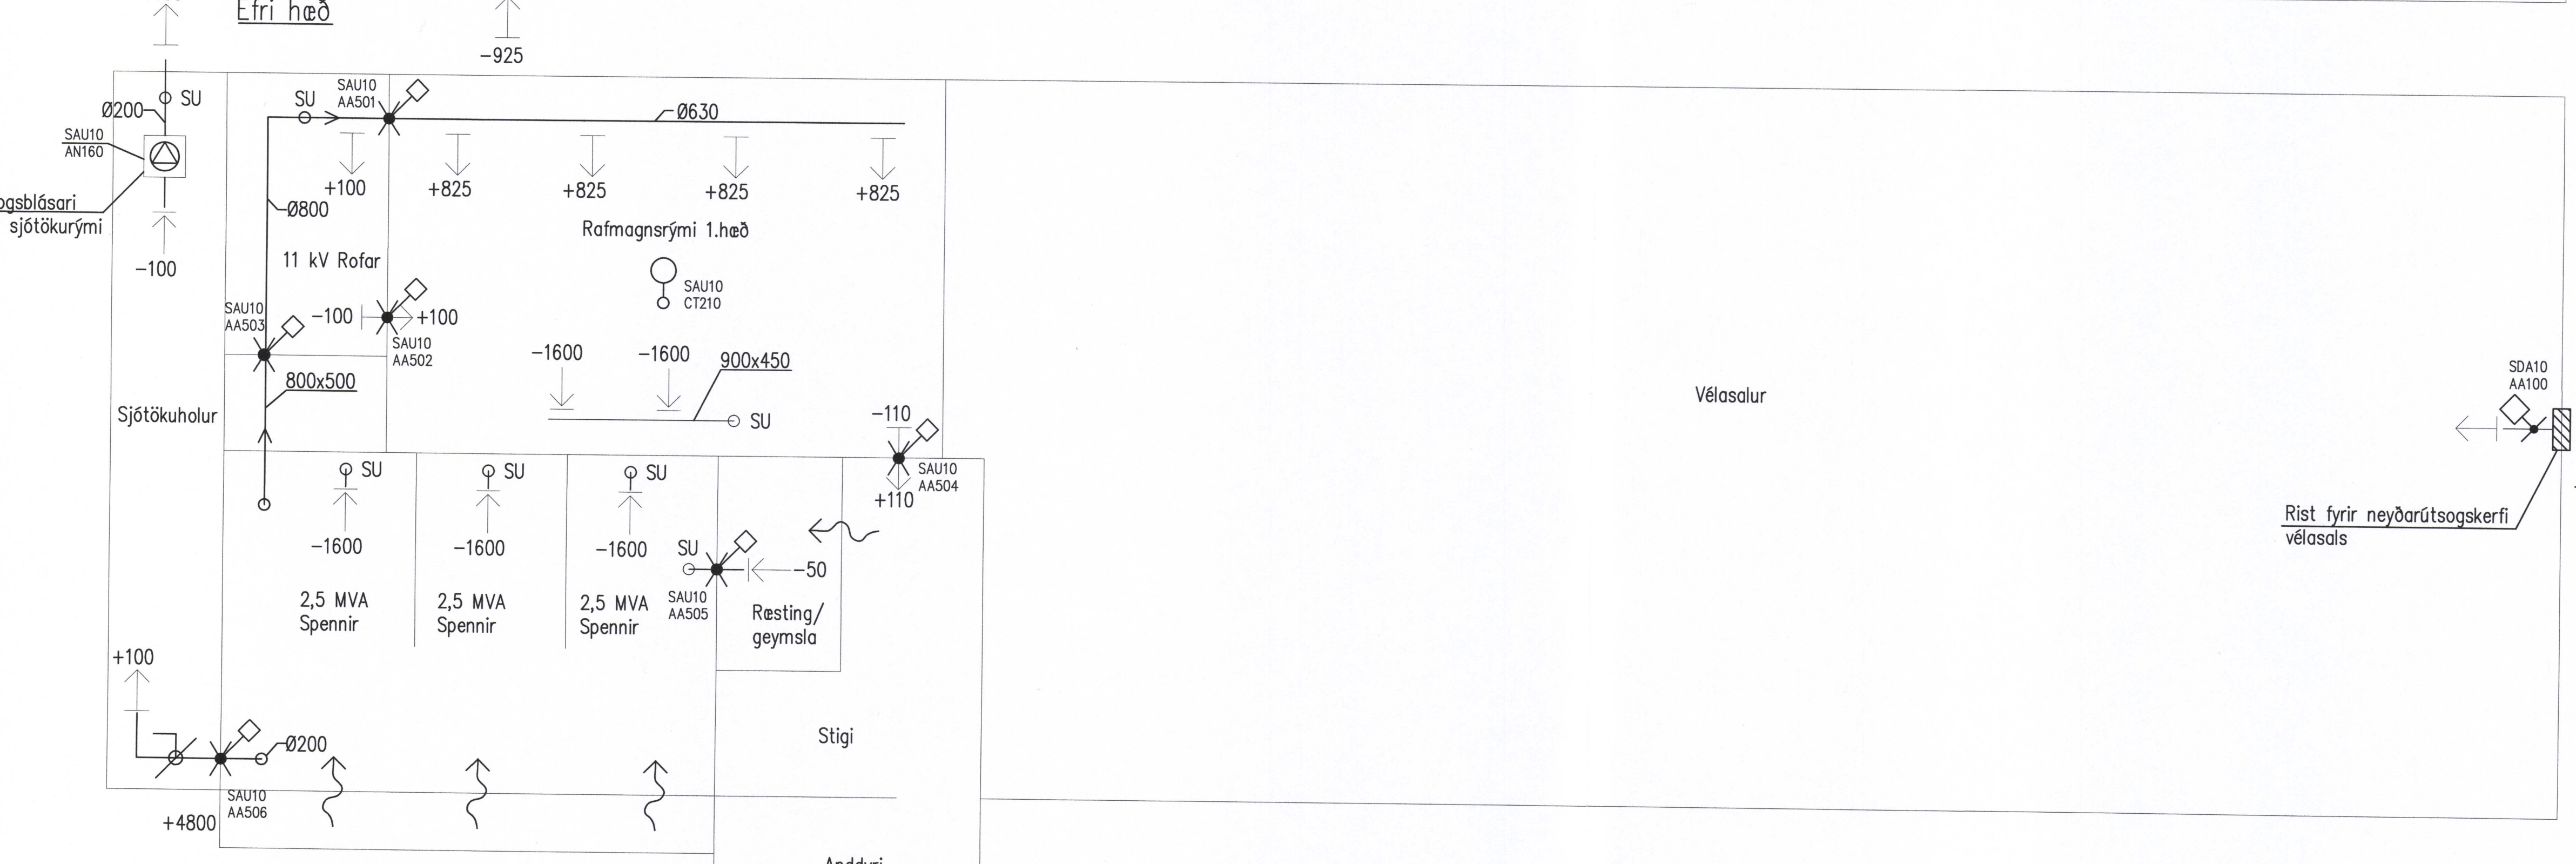 Efri hæð
-925
SAU10
AA501
SU
SU
Ø200
Ø630
SAU10
AN160
+100
+825
+825
+825
+825
sjótökurými
Ø800
Rafmagnsrými 1.hæð
-100
11 kV Rofar
SAU10
CT210
SAU10
AA503
-100
+100
SAU10
AA502
-1600
-1600
900x450
800x500
Sjótökuholur
SU
-110
Vélasalur
SDA10
AA100
SU
SU
SU
SAU10
AA504
+110
-1600
-1600
-1600
SU
-50
Rist fyrir neyðarútsogskerfi
vélasals
2,5 MVA
Spennir
2,5 MVA
Spennir
2,5 MVA
Spennir
SAU10
AA505
Ræsting/
geymsla
+100
Stigi
Ø200
SAU10
AA506
+4800